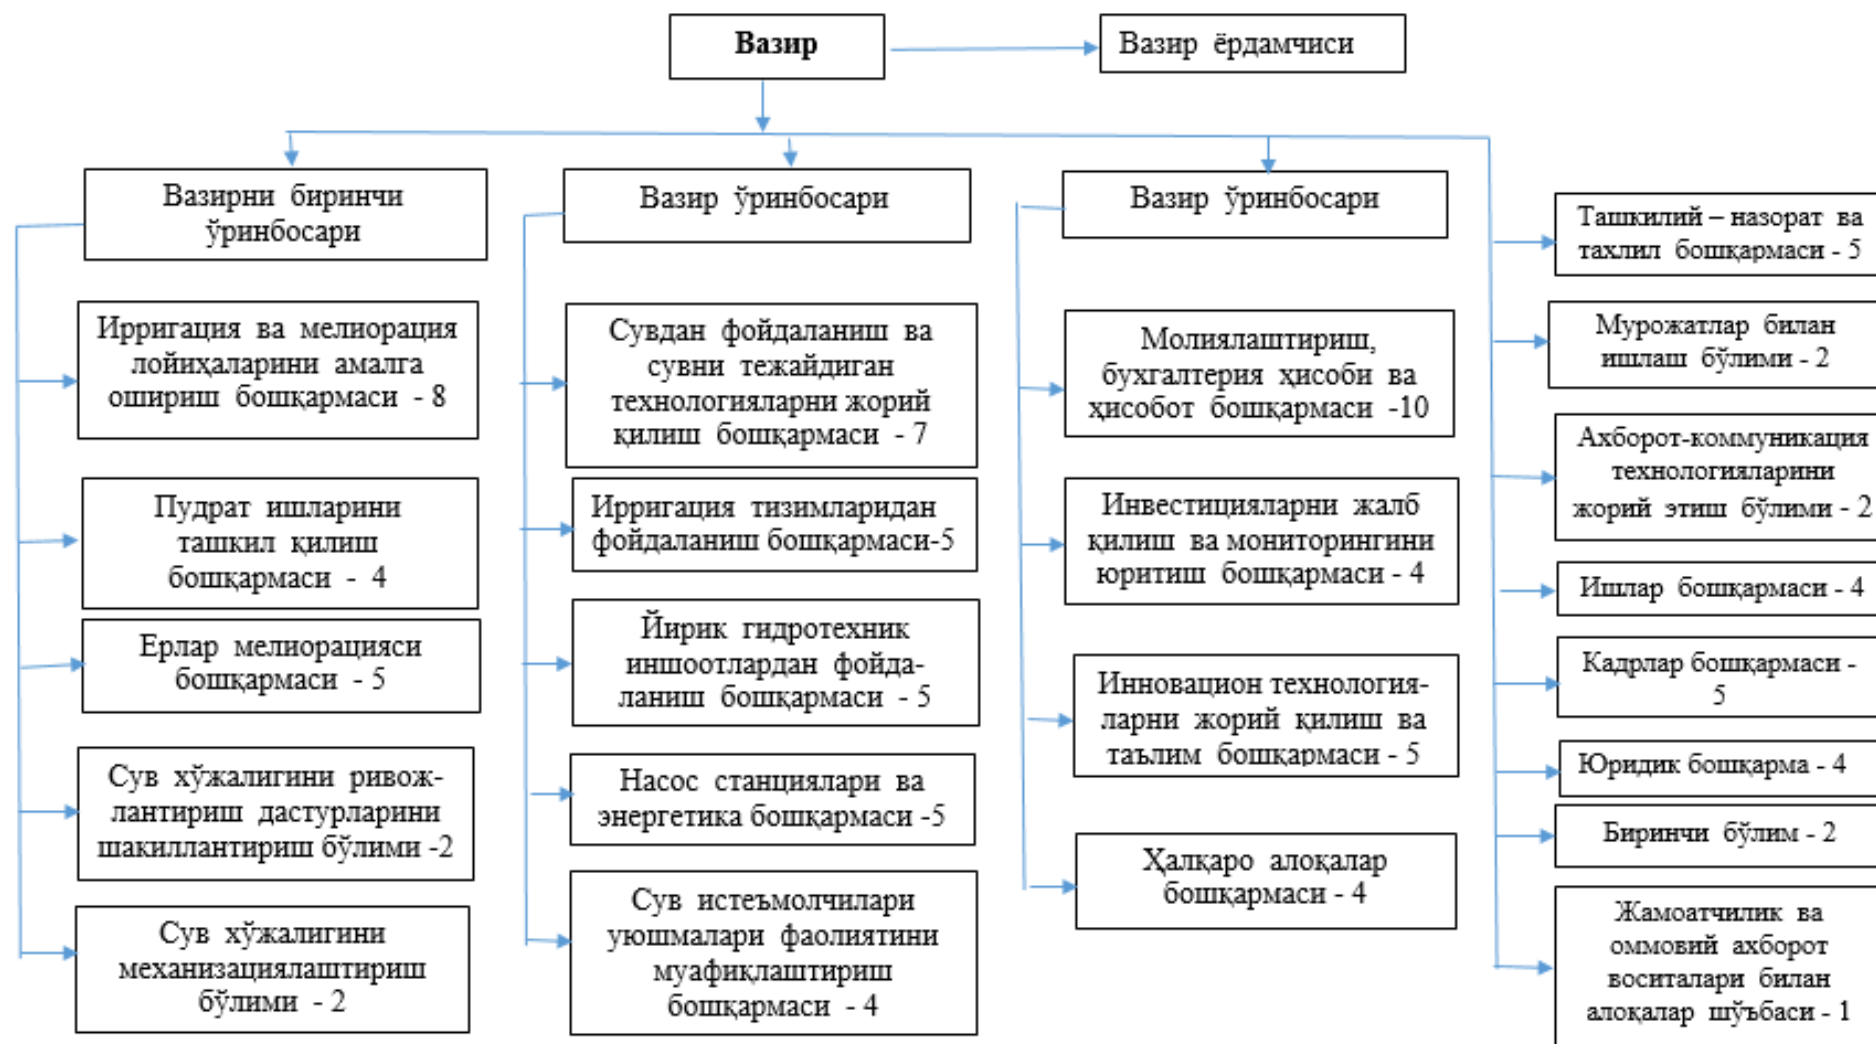 Вазир
Вазир ёрдамчиси
Вазирни биринчи
ўринбосари
Ирригация ва мелиорация
лойиҳаларини амалга
ошириш бошқармаси - 8
Пудрат ишларини
ташкил қилиш
бошқармаси - 4
Ерлар мелиорацияси
бошқармаси - 5
Сув хўжалигини ривож-
лантириш дастурларини
шакиллантириш бўлими -2
Сув хўжалигини
механизациялаштириш
бўлими - 2
Вазир ўринбосари
Сувдан фойдаланиш ва
сувни тежайдиган
технологияларни жорий
қилиш бошқармаси - 7
Ирригация тизимларидан
фойдаланиш бошқармаси-5
Йирик гидротехник
иншоотлардан фойда-
ланиш бошқармаси - 5
Насос станциялари ва
энергетика бошқармаси -5
Сув истеъмолчилари
уюшмалари фаолиятини
муафиқлаштириш
бошқармаси - 4
Вазир ўринбосари
Молиялаштириш,
бухгалтерия ҳисоби ва
ҳисобот бошқармаси -10
Инвестицияларни жалб
қилиш ва мониторингини
юритиш бошқармаси - 4
Инновацион технология-
ларни жорий қилиш ва
таълим бошқармаси - 5
Ҳалқаро алоқалар
бошқармаси - 4
Ташкилий – назорат ва
тахлил бошқармаси - 5
Мурожатлар билан
ишлаш бўлими - 2
Ахборот-коммуникация
технологияларини
жорий этиш бўлими - 2
Ишлар бошқармаси - 4
Кадрлар бошқармаси -
5
Юридик бошқарма - 4
Биринчи бўлим - 2
Жамоатчилик ва
оммовий ахборот
воситалари билан
алоқалар шўъбаси - 1